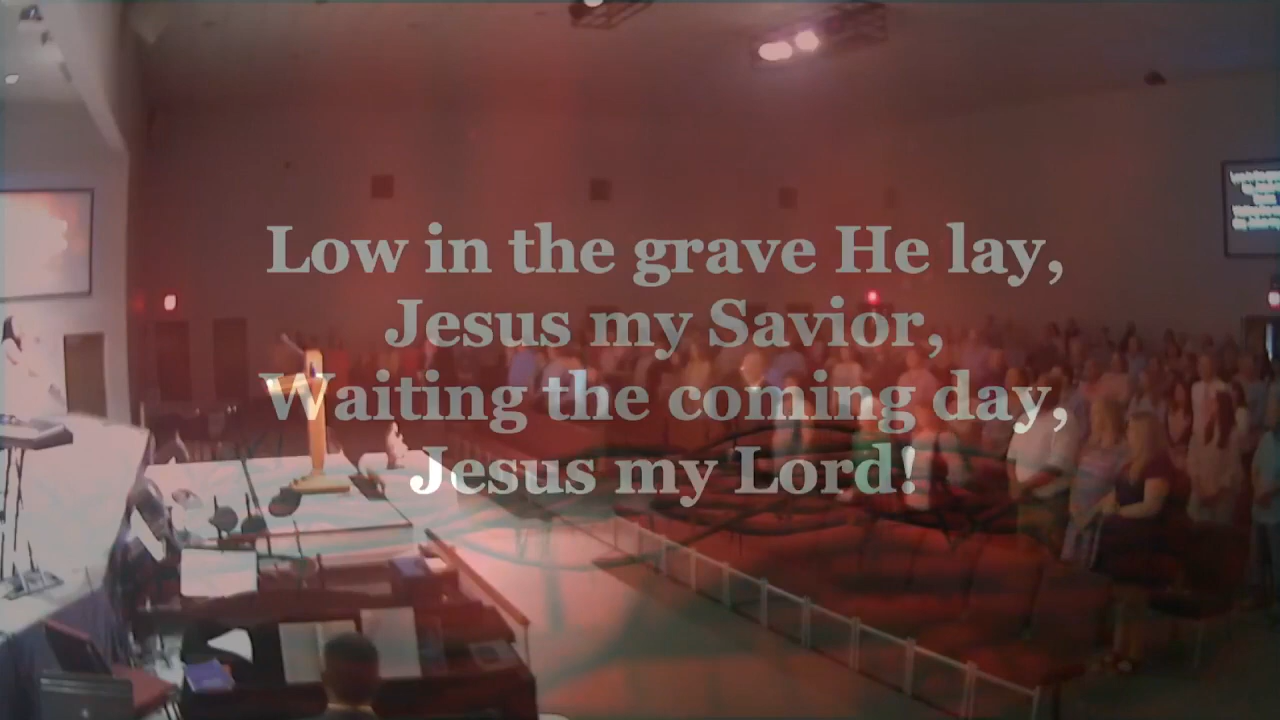 Low in the grave He lay,
Jesus my Savior,
Waiting the coming day,
Jesus my Lord!